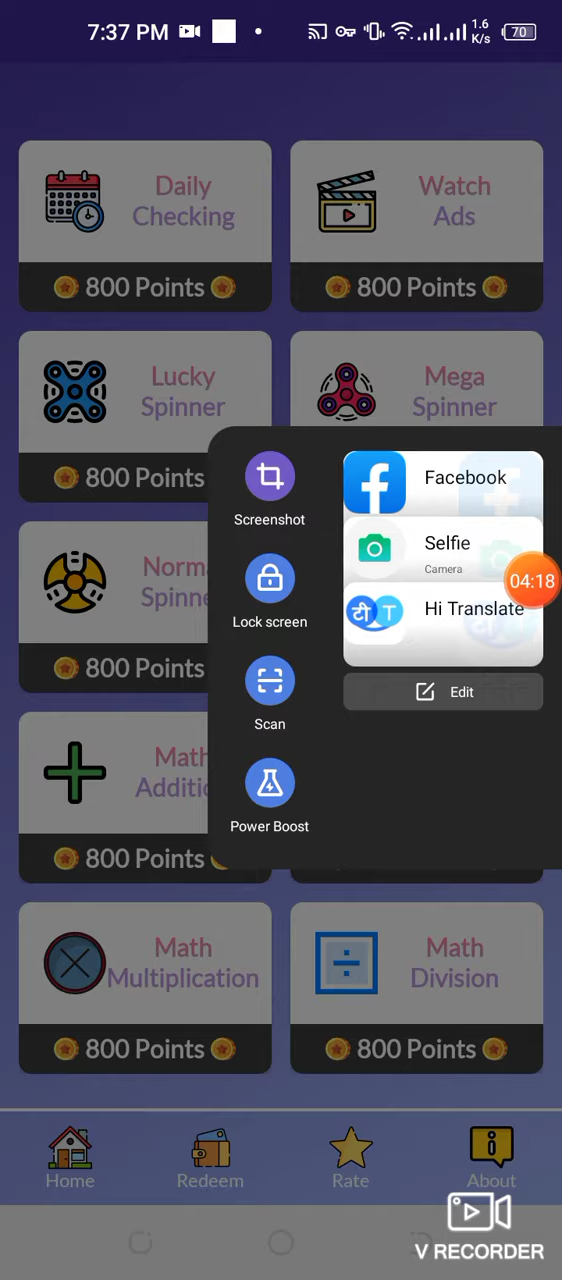 7:37 PM
1.6
K/s
70
Daily
Checking
Watch
Ads
800 Points
800 Points
Lucky
Spinner
Mega
Spinner
800 Points
Screenshot
Facebook
Lock screen
Selfie
Camera
04:18
Hi Translate
टी T
Scan
Edit
Power Boost
Spinne
800 Points
Math
800 Points
Math
Multiplication
Math
Division
800 Points
800 Points
Home
Redeem
Rate
About
V RECORDER